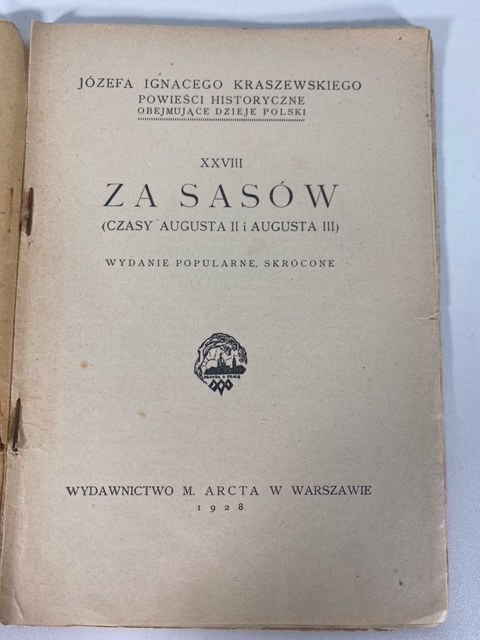 JÓZEFA IGNACEGO KRASZEWSKIEGO
POWIEŚCI HISTORYCZNE
OBEJMUJĄCE DZIEJE POLSKI
XXVIII
ZA SASÓW
(CZASY AUGUSTA II i AUGUSTA III)
WYDANIE POPULARNE, SKRÓCONE
WYDAWNICTWO M. ARCTA W WARSZAWIE
1928